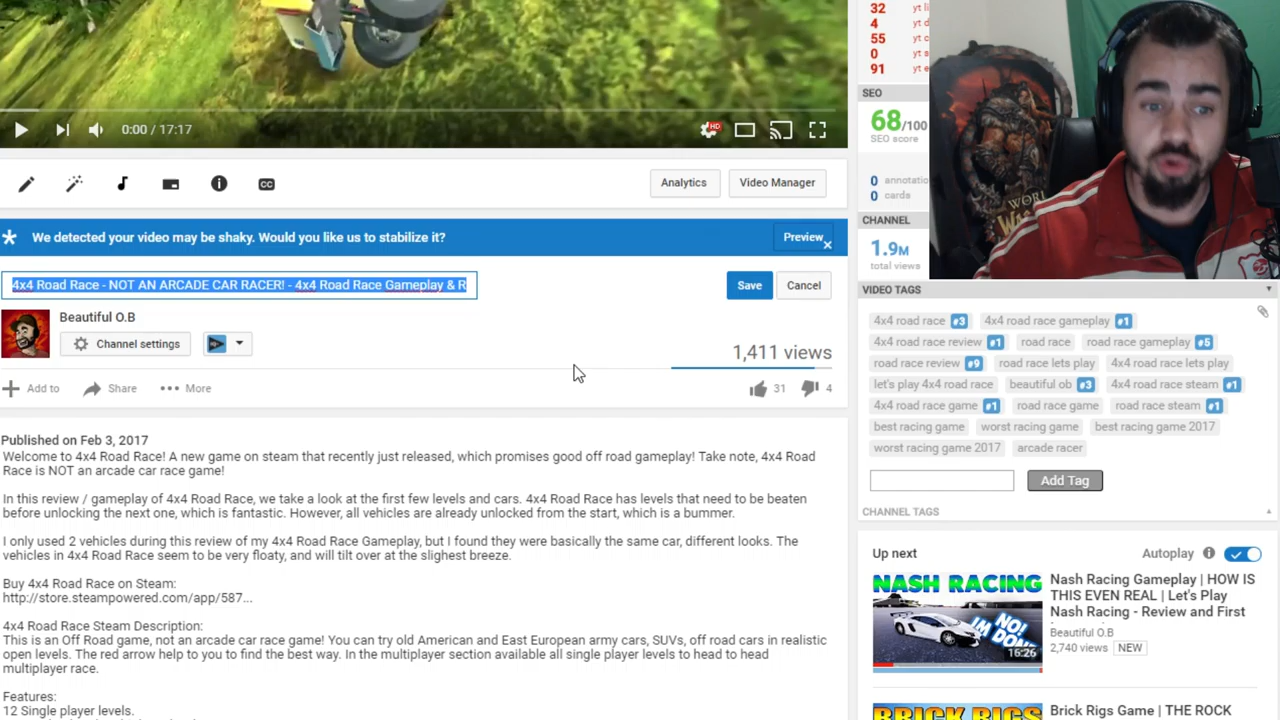 32 yt li
4 yt d
55 yt c
0 yt s
91 yt e
SEO
68/100
SEO score
0 annotatio
0 cards
CHANNEL
1.9M
total views
0:00 / 17:17
HD
CC
Analytics
Video Manager
We detected your video may be shaky. Would you like us to stabilize it?
Preview
4x4 Road Race - NOT AN ARCADE CAR RACER! - 4x4 Road Race Gameplay & R
Save
Cancel
Beautiful O.B
Channel settings
1,411 views
Add to
Share
More
31
4
Published on Feb 3, 2017
Welcome to 4x4 Road Race! A new game on steam that recently just released, which promises good off road gameplay! Take note, 4x4 Road
Race is NOT an arcade car race game!
In this review / gameplay of 4x4 Road Race, we take a look at the first few levels and cars. 4x4 Road Race has levels that need to be beaten
before unlocking the next one, which is fantastic. However, all vehicles are already unlocked from the start, which is a bummer.
I only used 2 vehicles during this review of my 4x4 Road Race Gameplay, but I found they were basically the same car, different looks. The
vehicles in 4x4 Road Race seem to be very floaty, and will tilt over at the slighest breeze.
Buy 4x4 Road Race on Steam:
http://store.steampowered.com/app/587...
4x4 Road Race Steam Description:
This is an Off Road game, not an arcade car race game! You can try old American and East European army cars, SUVs, off road cars in realistic
open levels. The red arrow help to you to find the best way. In the multiplayer section available all single player levels to head to head
multiplayer race.
Features:
12 Single player levels.
VIDEO TAGS
4x4 road race #3 4x4 road race gameplay #1
4x4 road race review #1 road race road race gameplay #5
road race review #9 road race lets play 4x4 road race lets play
let's play 4x4 road race beautiful ob #3 4x4 road race steam #1
4x4 road race game #1 road race game road race steam #1
best racing game worst racing game best racing game 2017
worst racing game 2017 arcade racer
Add Tag
CHANNEL TAGS
Up next
Autoplay
NASH RACING
NO!
IM DONE
16:26
Nash Racing Gameplay | HOW IS
THIS EVEN REAL | Let's Play
Nash Racing - Review and First
Beautiful O.B
2,740 views NEW
BRICK RIGS
Brick Rigs Game | THE ROCK